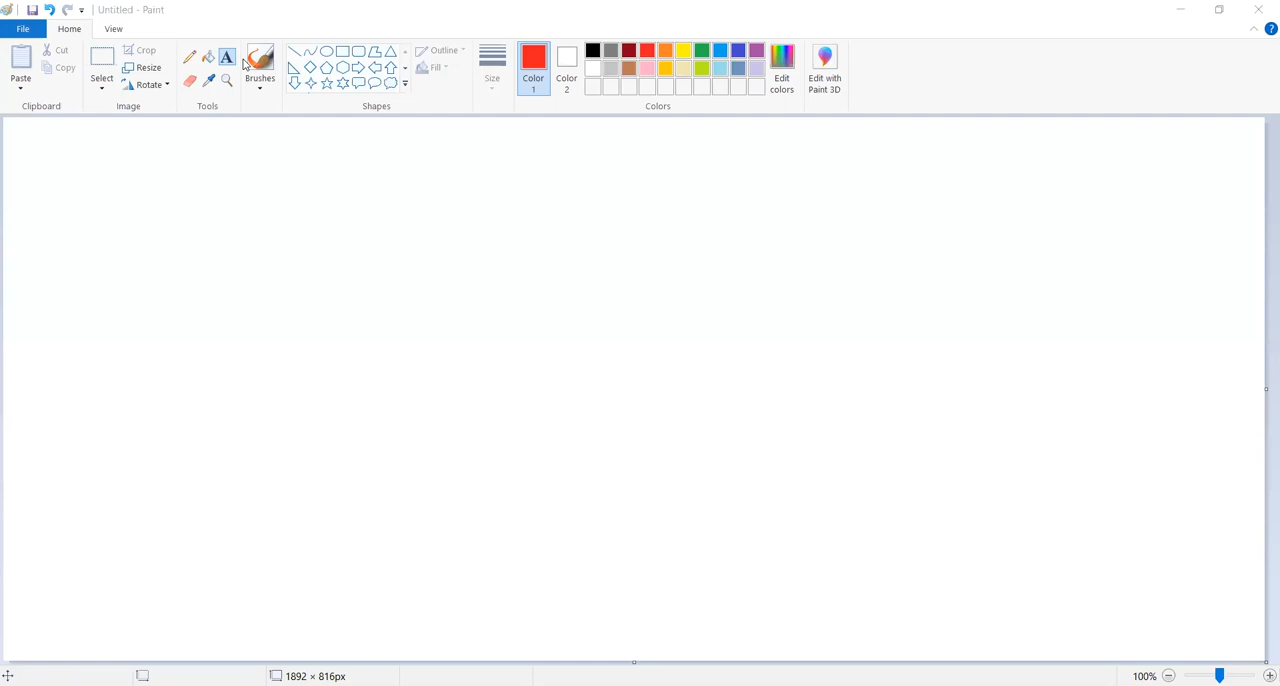 Untitled - Paint
File Home View
Paste
Cut
Copy
Clipboard
Select
Crop
Resize
Rotate
Image
A
Tools
Brushes
Shapes
Outline
Fill
Size
Color 1
Color 2
Colors
Edit colors
Edit with Paint 3D
?
1892 × 816px
100%